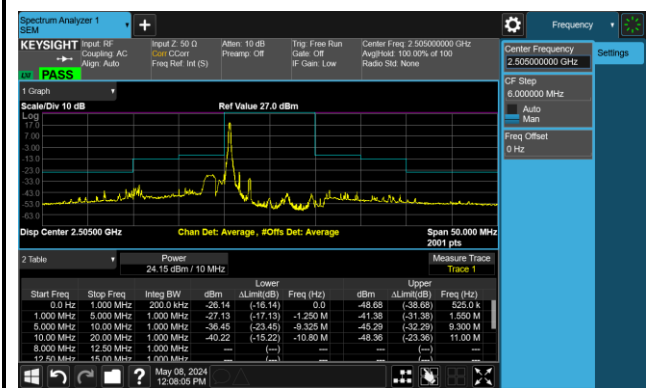 Spectrum Analyzer 1
SEM
Frequency
KEYSIGHT
Input: RF
Coupling: AC
Align: Auto
Input Z: 50 Ω
Corr CCorr
Freq Ref: Int (S)
Atten: 10 dB
Preamp: Off
Trig: Free Run
Gate: Off
IF Gain: Low
Center Freq: 2.505000000 GHz
Avg|Hold: 100.00% of 100
Radio Std: None
PASS
Center Frequency
2.505000000 GHz
Settings
CF Step
6.000000 MHz
Auto
Man
Freq Offset
0 Hz
1 Graph
Scale/Div 10 dB
Ref Value 27.0 dBm
Log
17.0
7.00
-3.00
-13.0
-23.0
-33.0
-43.0
-53.0
-63.0
Disp Center 2.50500 GHz
Chan Det: Average, #Offs Det: Average
Span 50.000 MHz
2001 pts
2 Table
Power
24.15 dBm / 10 MHz
Measure Trace
Trace 1
Lower Upper
Start Freq Stop Freq Integ BW dBm ΔLimit(dB) Freq (Hz) dBm ΔLimit(dB) Freq (Hz)
0.0 Hz 1.000 MHz 200.0 kHz -26.14 (-16.14) 0.0 -48.68 (-38.68) 525.0 k
1.000 MHz 5.000 MHz 1.000 MHz -27.13 (-17.13) -1.250 M -41.38 (-31.38) 1.550 M
5.000 MHz 10.00 MHz 1.000 MHz -36.45 (-23.45) -9.325 M -45.29 (-32.29) 9.300 M
10.00 MHz 20.00 MHz 1.000 MHz -40.22 (-15.22) -10.80 M -48.36 (-23.36) 11.00 M
8.000 MHz 12.50 MHz 1.000 MHz --- (---) --- (---)
12.50 MHz 15.00 MHz 1.000 MHz --- (---) --- (---)
May 08, 2024
12:08:05 PM